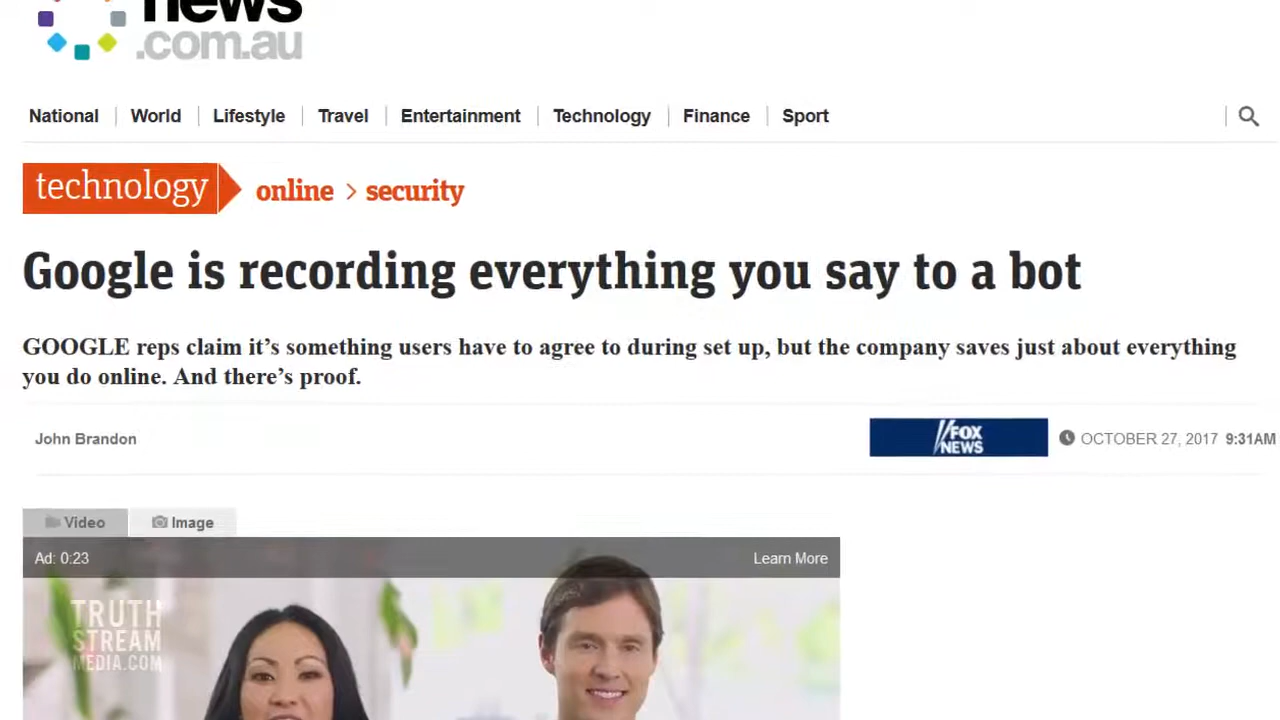 news
.com.au
National
World
Lifestyle
Travel
Entertainment
Technology
Finance
Sport
technology
online > security
Google is recording everything you say to a bot
GOOGLE reps claim it’s something users have to agree to during set up, but the company saves just about everything
you do online. And there’s proof.
John Brandon
FOX
NEWS
OCTOBER 27, 2017 9:31AM
Video
Image
Ad: 0:23
Learn More
TRUTH
STREAM
MEDIA.COM